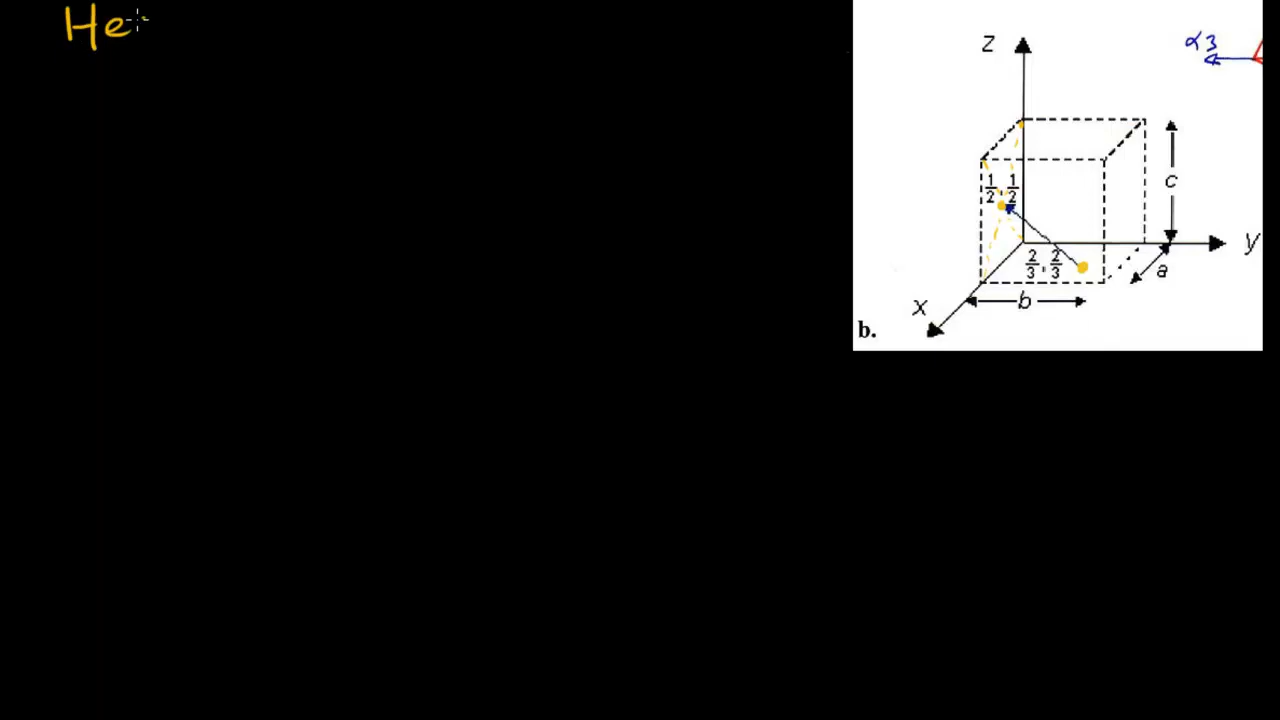 He
z
α3
1/2, 1/2
c
y
2/3, 2/3
a
b
x
b.